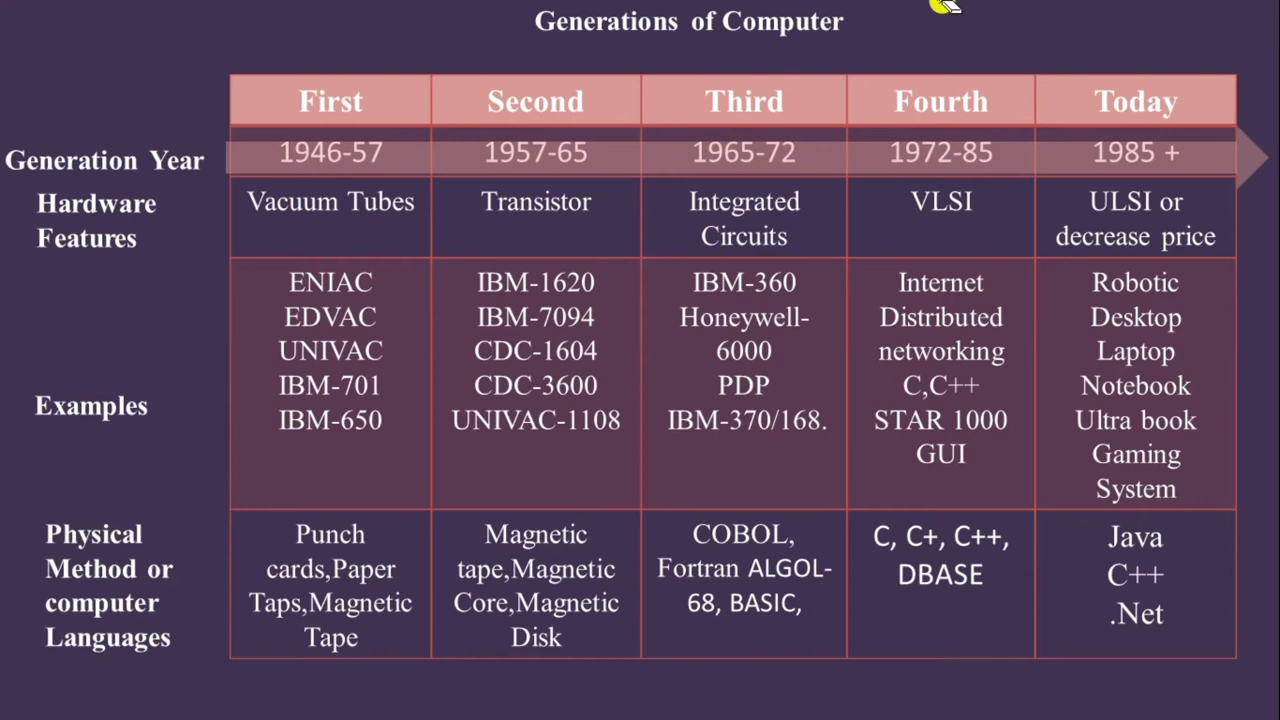 Generations of Computer
First Second Third Fourth Today
Generation Year 1946-57 1957-65 1965-72 1972-85 1985 +
Hardware
Features
Vacuum Tubes
Transistor
Integrated
Circuits
VLSI
ULSI or
decrease price
Examples
ENIAC
EDVAC
UNIVAC
IBM-701
IBM-650
IBM-1620
IBM-7094
CDC-1604
CDC-3600
UNIVAC-1108
IBM-360
Honeywell-
6000
PDP
IBM-370/168.
Internet
Distributed
networking
C,C++
STAR 1000
GUI
Robotic
Desktop
Laptop
Notebook
Ultra book
Gaming
System
Physical
Method or
computer
Languages
Punch
cards,Paper
Taps,Magnetic
Tape
Magnetic
tape,Magnetic
Core,Magnetic
Disk
COBOL,
Fortran ALGOL-
68, BASIC,
C, C+, C++,
DBASE
Java
C++
.Net